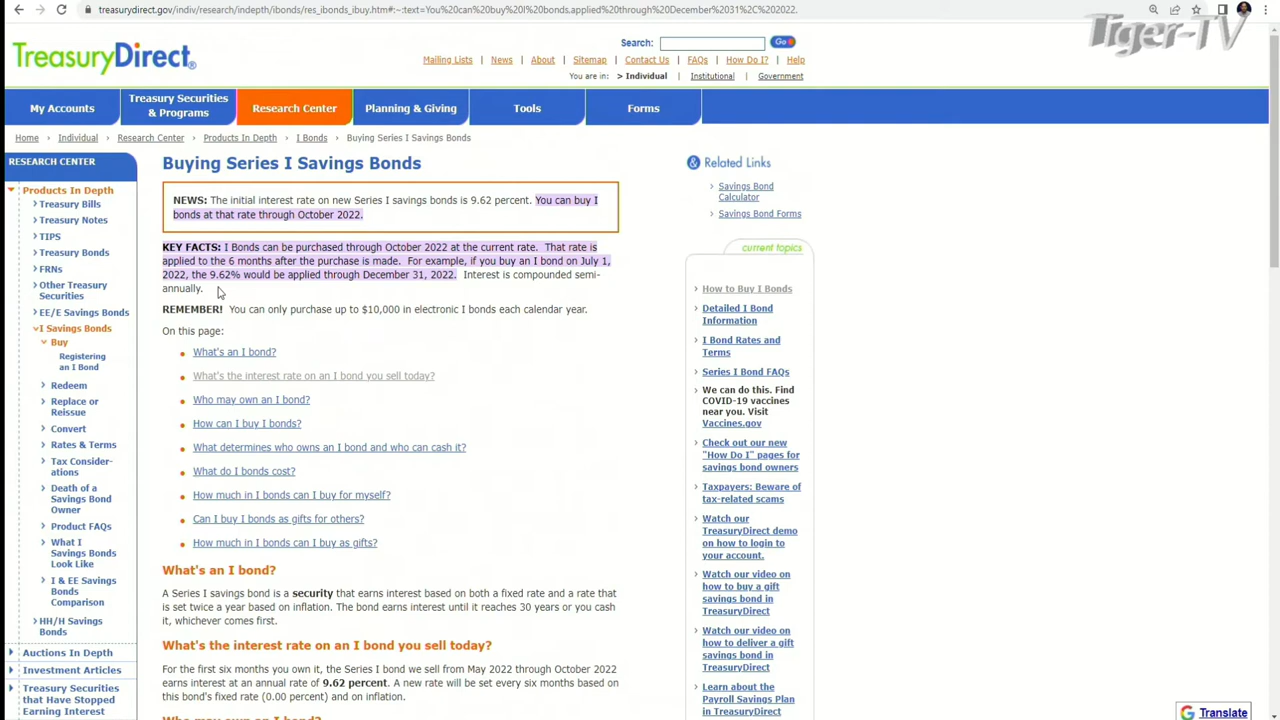 treasurydirect.gov/indiv/research/indepth/ibonds/res_ibonds_ibuy.htm#:~:text=You%20can%20buy%20I%20bonds,applied%20through%20December%2031%2C%202022.
Tiger-TV
TreasuryDirect®
Search:
Go
Mailing Lists | News | About | Sitemap | Contact Us | FAQs | How Do I? | Help
You are in: > Individual | Institutional | Government
My Accounts
Treasury Securities
& Programs
Research Center
Planning & Giving
Tools
Forms
Home › Individual › Research Center › Products In Depth › I Bonds › Buying Series I Savings Bonds
RESEARCH CENTER
Products In Depth
Treasury Bills
Treasury Notes
TIPS
Treasury Bonds
FRNs
Other Treasury
Securities
EE/E Savings Bonds
I Savings Bonds
Buy
Registering
an I Bond
Redeem
Replace or
Reissue
Convert
Rates & Terms
Tax Consider-
ations
Death of a
Savings Bond
Owner
Product FAQs
What I
Savings Bonds
Look Like
I & EE Savings
Bonds
Comparison
HH/H Savings
Bonds
Auctions In Depth
Investment Articles
Treasury Securities
that Have Stopped
Earning Interest
Buying Series I Savings Bonds
NEWS: The initial interest rate on new Series I savings bonds is 9.62 percent. You can buy I
bonds at that rate through October 2022.
KEY FACTS: I Bonds can be purchased through October 2022 at the current rate. That rate is
applied to the 6 months after the purchase is made. For example, if you buy an I bond on July 1,
2022, the 9.62% would be applied through December 31, 2022. Interest is compounded semi-
annually.
REMEMBER! You can only purchase up to $10,000 in electronic I bonds each calendar year.
On this page:
What's an I bond?
What's the interest rate on an I bond you sell today?
Who may own an I bond?
How can I buy I bonds?
What determines who owns an I bond and who can cash it?
What do I bonds cost?
How much in I bonds can I buy for myself?
Can I buy I bonds as gifts for others?
How much in I bonds can I buy as gifts?
What's an I bond?
A Series I savings bond is a security that earns interest based on both a fixed rate and a rate that
is set twice a year based on inflation. The bond earns interest until it reaches 30 years or you cash
it, whichever comes first.
What's the interest rate on an I bond you sell today?
For the first six months you own it, the Series I bond we sell from May 2022 through October 2022
earns interest at an annual rate of 9.62 percent. A new rate will be set every six months based on
this bond's fixed rate (0.00 percent) and on inflation.
Who may own an I bond?
& Related Links
Savings Bond
Calculator
Savings Bond Forms
current topics
How to Buy I Bonds
Detailed I Bond
Information
I Bond Rates and
Terms
Series I Bond FAQs
We can do this. Find
COVID-19 vaccines
near you. Visit
Vaccines.gov
Check out our new
"How Do I" pages for
savings bond owners
Taxpayers: Beware of
tax-related scams
Watch our
TreasuryDirect demo
on how to login to
your account.
Watch our video on
how to buy a gift
savings bond in
TreasuryDirect
Watch our video on
how to deliver a gift
savings bond in
TreasuryDirect
Learn about the
Payroll Savings Plan
in TreasuryDirect
G Translate